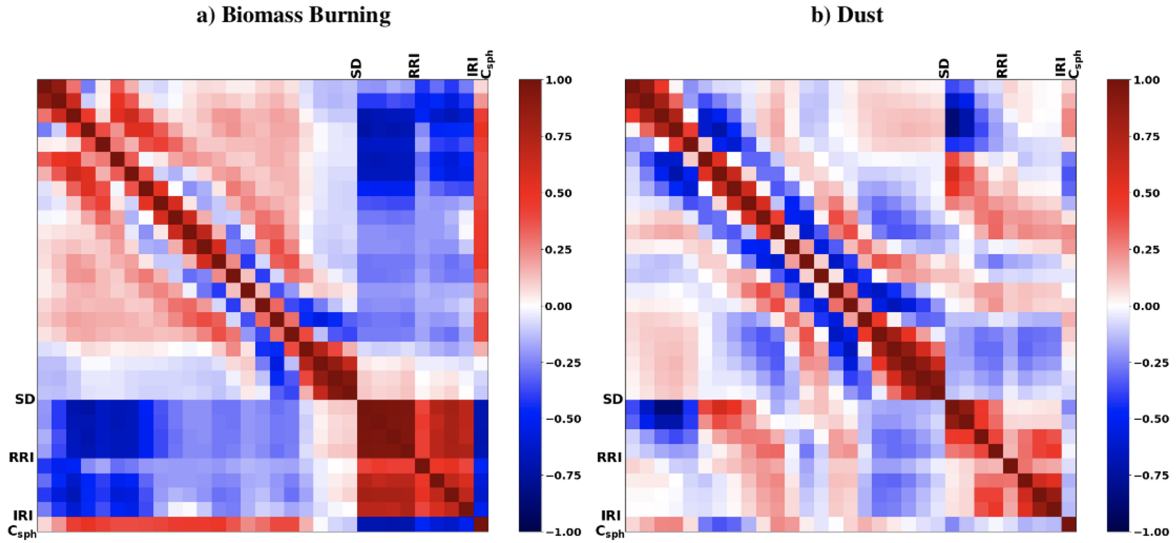 a) Biomass Burning
b) Dust
SD
RRI
IRI
Csph
SD
RRI
IRI
Csph
1.00
0.75
0.50
0.25
0.00
−0.25
−0.50
−0.75
−1.00
SD
RRI
IRI
Csph
SD
RRI
IRI
Csph
1.00
0.75
0.50
0.25
0.00
−0.25
−0.50
−0.75
−1.00